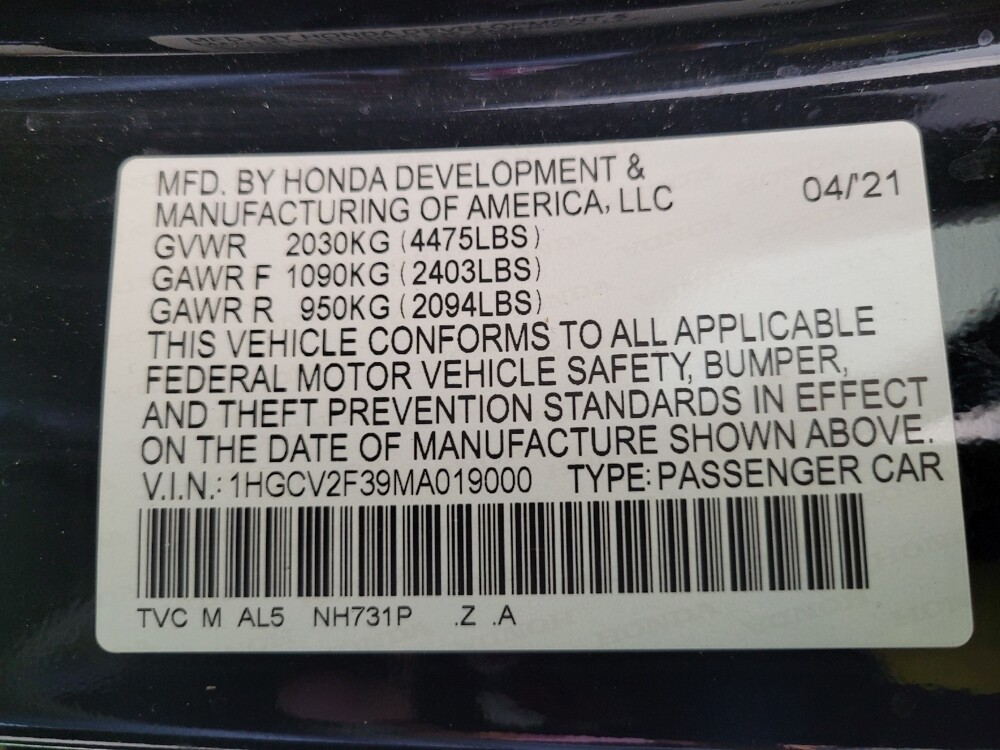 MFD. BY HONDA DEVELOPMENT &
MANUFACTURING OF AMERICA, LLC
04/'21
GVWR 2030KG (4475LBS)
GAWR F 1090KG (2403LBS)
GAWR R 950KG (2094LBS)
THIS VEHICLE CONFORMS TO ALL APPLICABLE
FEDERAL MOTOR VEHICLE SAFETY, BUMPER,
AND THEFT PREVENTION STANDARDS IN EFFECT
ON THE DATE OF MANUFACTURE SHOWN ABOVE.
V.I.N.: 1HGCV2F39MA019000 TYPE: PASSENGER CAR
TVC M AL5 NH731P .Z .A